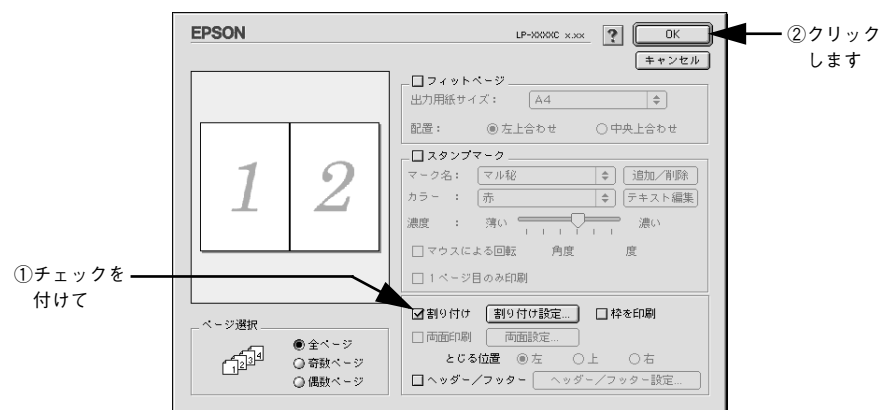 EPSON
LP-XXXXC x.xx
?
OK
キャンセル
②クリック
します
1 2
フィットページ
出力用紙サイズ： A4
配置： 左上合わせ 中央上合わせ
スタンプマーク
マーク名： マル秘 追加／削除
カラー ： 赤 テキスト編集
濃度 ： 薄い 濃い
マウスによる回転 角度 度
1ページ目のみ印刷
①チェックを
付けて
割り付け 割り付け設定... 枠を印刷
両面印刷 両面設定...
とじる位置 左 上 右
ヘッダー／フッター ヘッダー／フッター設定...
ページ選択
1 2 3 4
全ページ
奇数ページ
偶数ページ